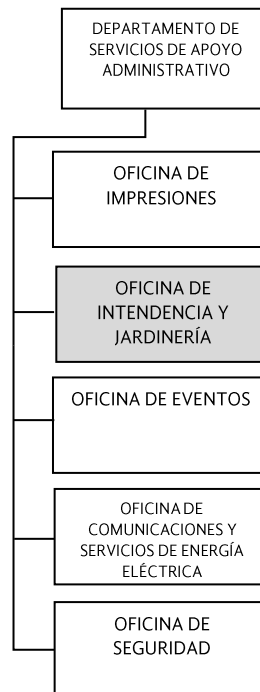 DEPARTAMENTO DE
SERVICIOS DE APOYO
ADMINISTRATIVO
OFICINA DE
IMPRESIONES
OFICINA DE
INTENDENCIA Y
JARDINERÍA
OFICINA DE EVENTOS
OFICINA DE
COMUNICACIONES Y
SERVICIOS DE ENERGÍA
ELÉCTRICA
OFICINA DE
SEGURIDAD